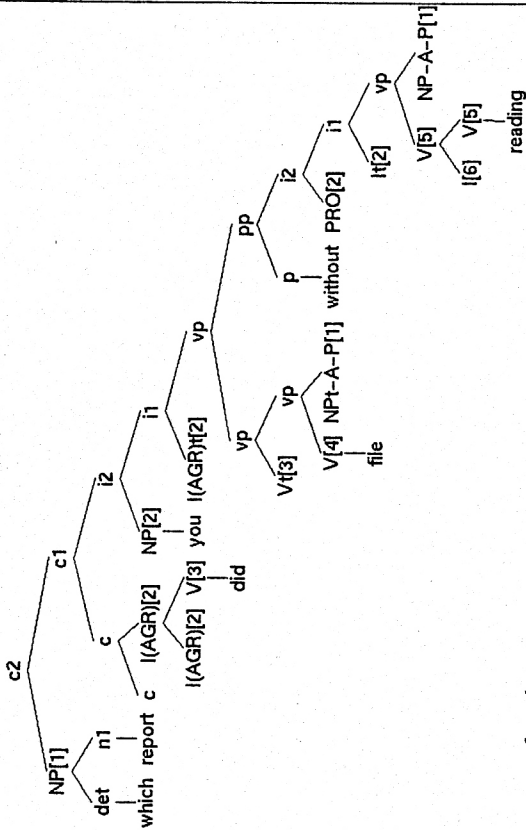 c2
NP[1] c1
det n1 c i2
which report c I(AGR)[2] NP[2] i1
I(AGR)[2] V[3] you I(AGR)t[2] vp
did
vp pp
Vt[3] vp p i2
V[4] NPt-A-P[1] without PRO[2] i1
file It[2] vp
V[5] NP-A-P[1]
I[6] V[5]
reading